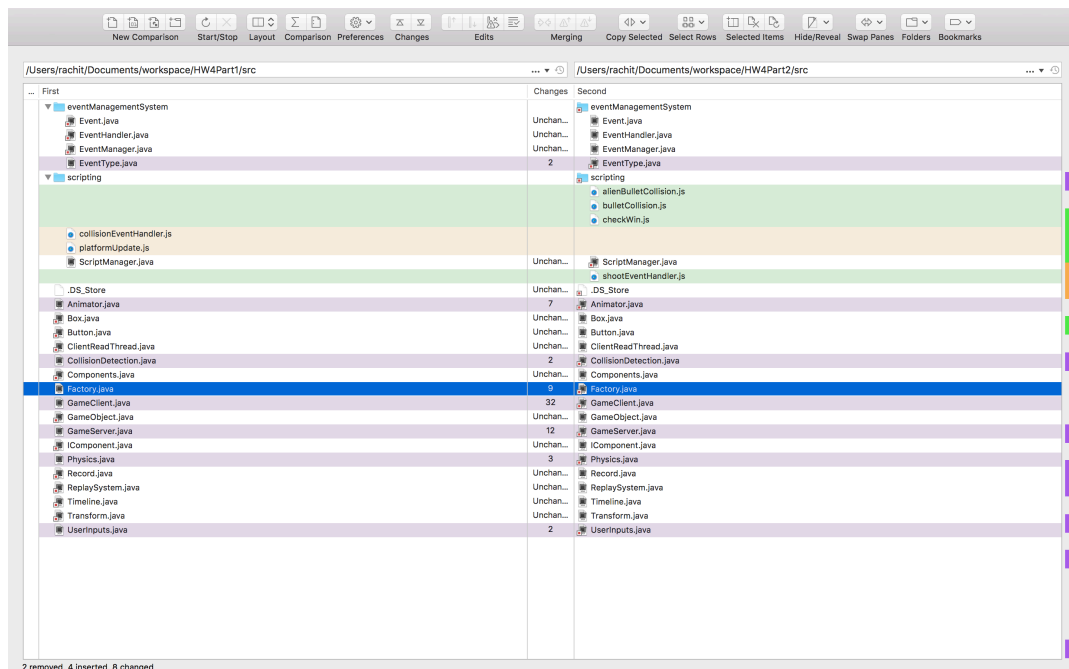 New Comparison Start/Stop Layout Comparison Preferences Changes Edits Merging Copy Selected Select Rows Selected Items Hide/Reveal Swap Panes Folders Bookmarks
/Users/rachit/Documents/workspace/HW4Part1/src ... /Users/rachit/Documents/workspace/HW4Part2/src ...
... First Changes Second
eventManagementSystem eventManagementSystem
Event.java Unchan... Event.java
EventHandler.java Unchan... EventHandler.java
EventManager.java Unchan... EventManager.java
EventType.java 2 EventType.java
scripting scripting
alienBulletCollision.js
bulletCollision.js
checkWin.js
collisionEventHandler.js
platformUpdate.js
ScriptManager.java Unchan... ScriptManager.java
shootEventHandler.js
.DS_Store Unchan... .DS_Store
Animator.java 7 Animator.java
Box.java Unchan... Box.java
Button.java Unchan... Button.java
ClientReadThread.java Unchan... ClientReadThread.java
CollisionDetection.java 2 CollisionDetection.java
Components.java Unchan... Components.java
Factory.java 9 Factory.java
GameClient.java 32 GameClient.java
GameObject.java Unchan... GameObject.java
GameServer.java 12 GameServer.java
IComponent.java Unchan... IComponent.java
Physics.java 3 Physics.java
Record.java Unchan... Record.java
ReplaySystem.java Unchan... ReplaySystem.java
Timeline.java Unchan... Timeline.java
Transform.java Unchan... Transform.java
UserInputs.java 2 UserInputs.java
2 removed, 4 inserted, 8 changed